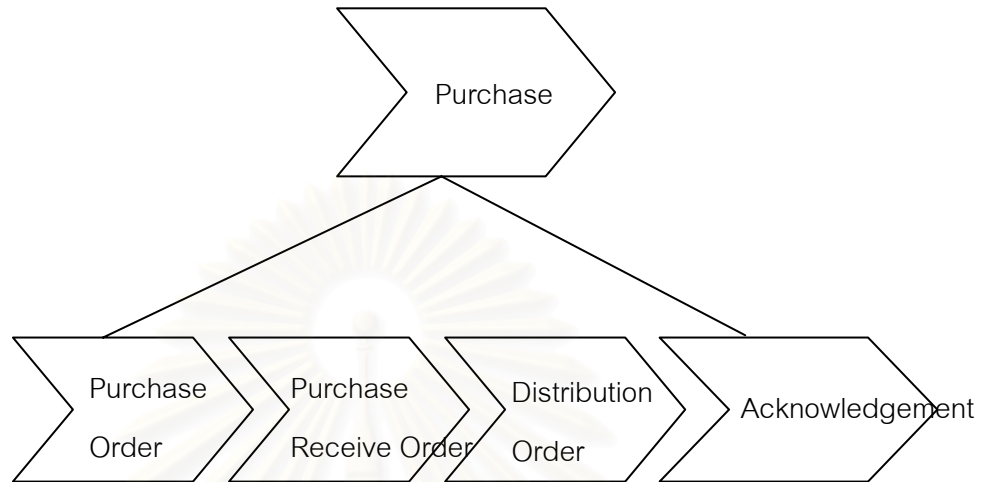 Purchase
Purchase
Order
Purchase
Receive Order
Distribution
Order
Acknowledgement